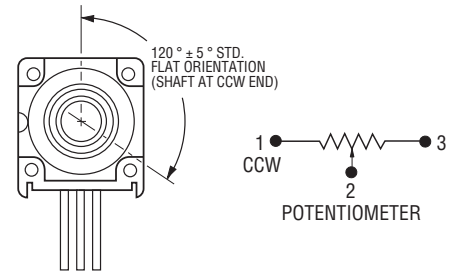 120 ° ± 5 ° STD.
FLAT ORIENTATION
(SHAFT AT CCW END)
1
3
CCW
2
POTENTIOMETER